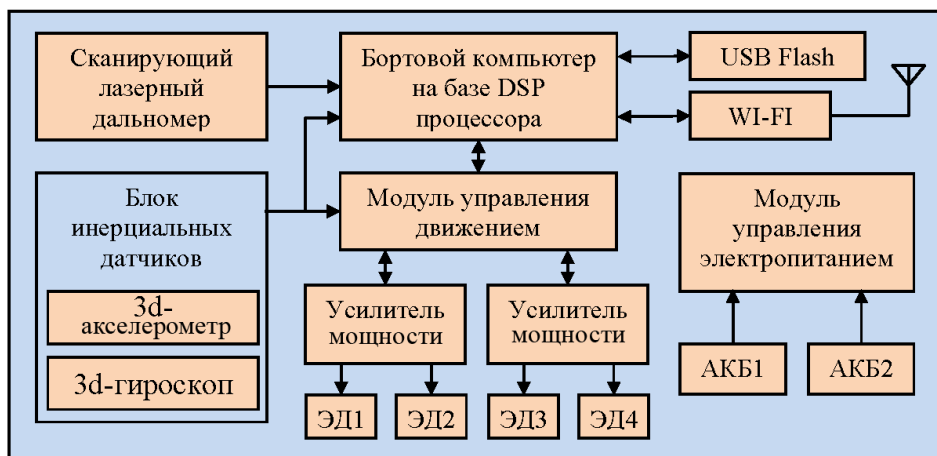 Сканирующий
лазерный
дальномер
Бортовой компьютер
на базе DSP
процессора
USB Flash
WI-FI
Блок
инерциальных
датчиков
3d-
акселерометр
3d-гироскоп
Модуль управления
движением
Модуль
управления
электропитанием
Усилитель
мощности
Усилитель
мощности
АКБ1
АКБ2
ЭД1
ЭД2
ЭД3
ЭД4